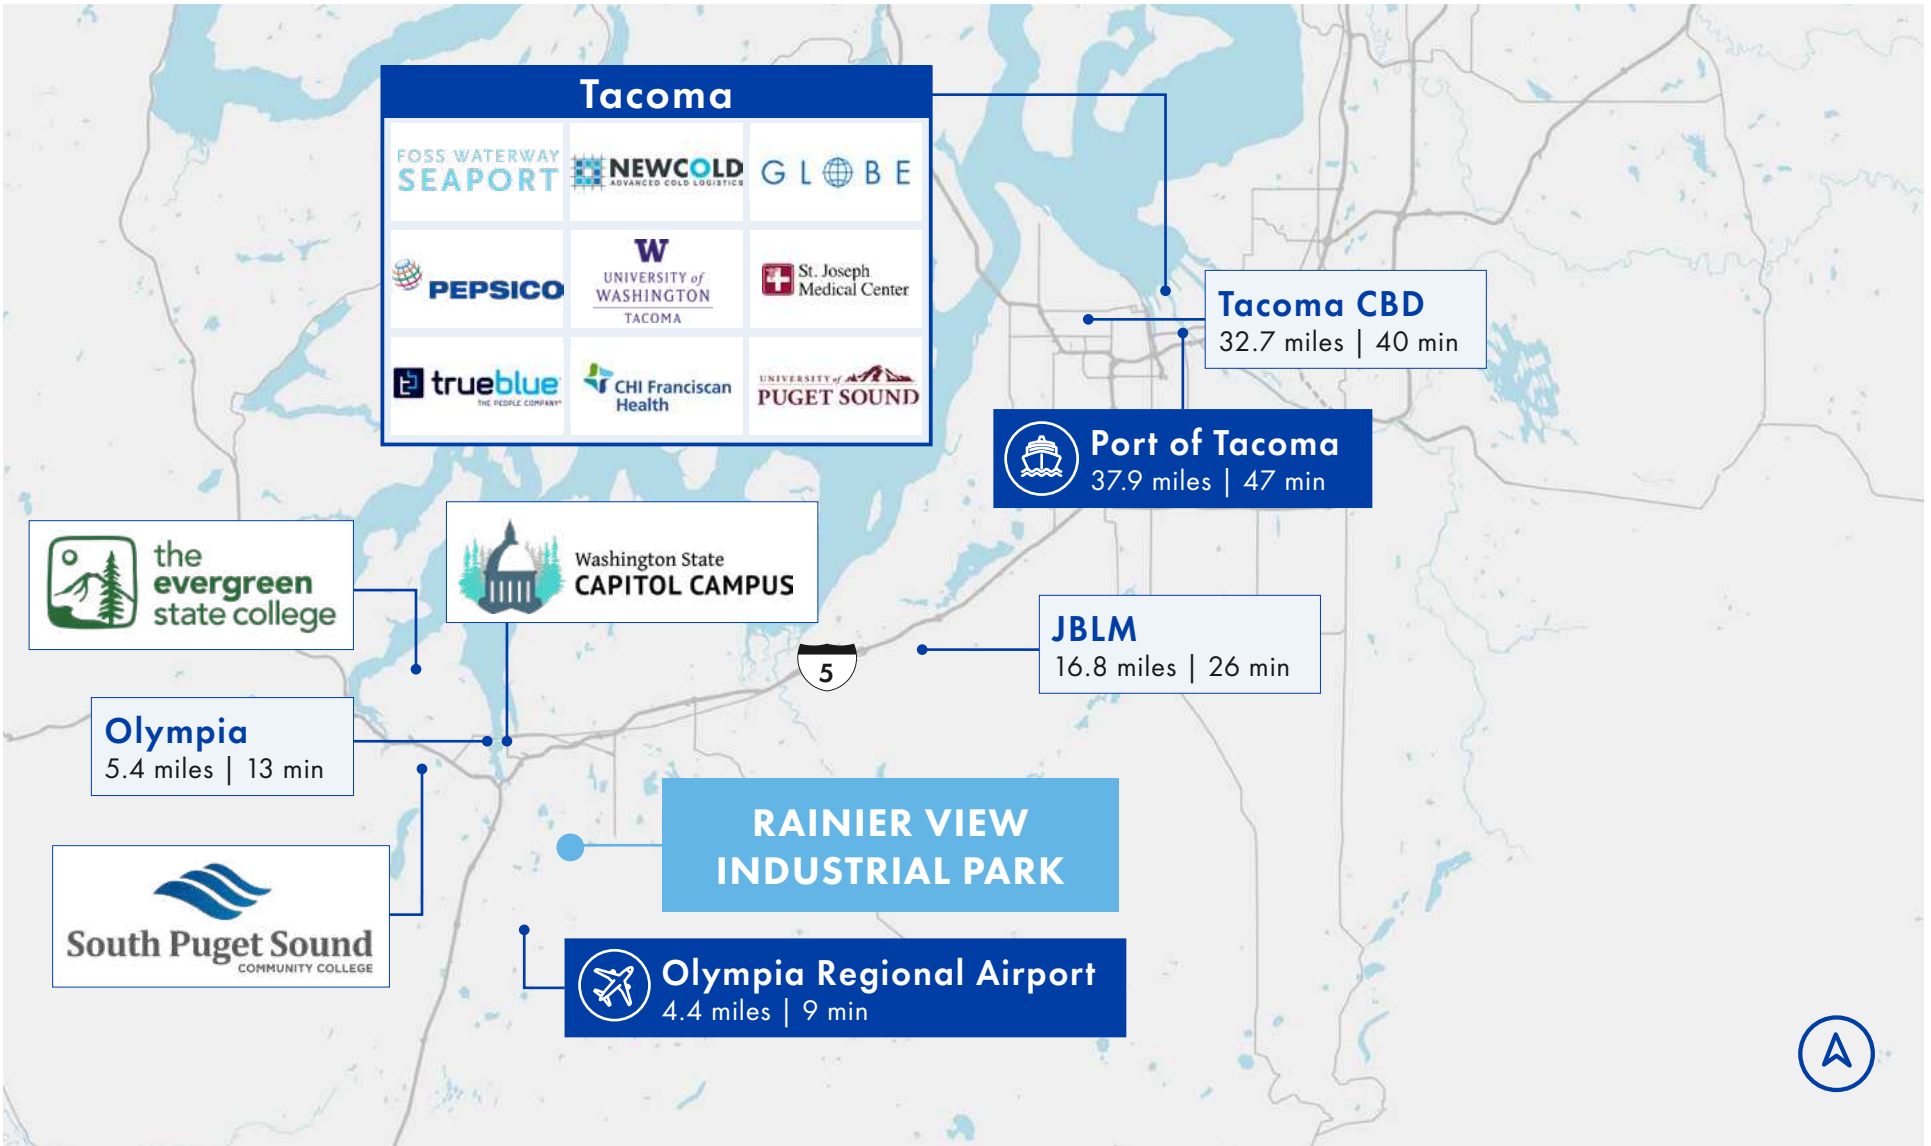 Tacoma
FOSS WATERWAY
SEAPORT
NEWCOLD
ADVANCED COLD LOGISTICS
GLOBE
PEPSICO
W
UNIVERSITY of
WASHINGTON
TACOMA
St. Joseph
Medical Center
trueblue
THE PEOPLE COMPANY
CHI Franciscan
Health
UNIVERSITY of
PUGET SOUND
Tacoma CBD
32.7 miles | 40 min
Port of Tacoma
37.9 miles | 47 min
the
evergreen
state college
Washington State
CAPITOL CAMPUS
5
JBLM
16.8 miles | 26 min
Olympia
5.4 miles | 13 min
RAINIER VIEW
INDUSTRIAL PARK
South Puget Sound
COMMUNITY COLLEGE
Olympia Regional Airport
4.4 miles | 9 min